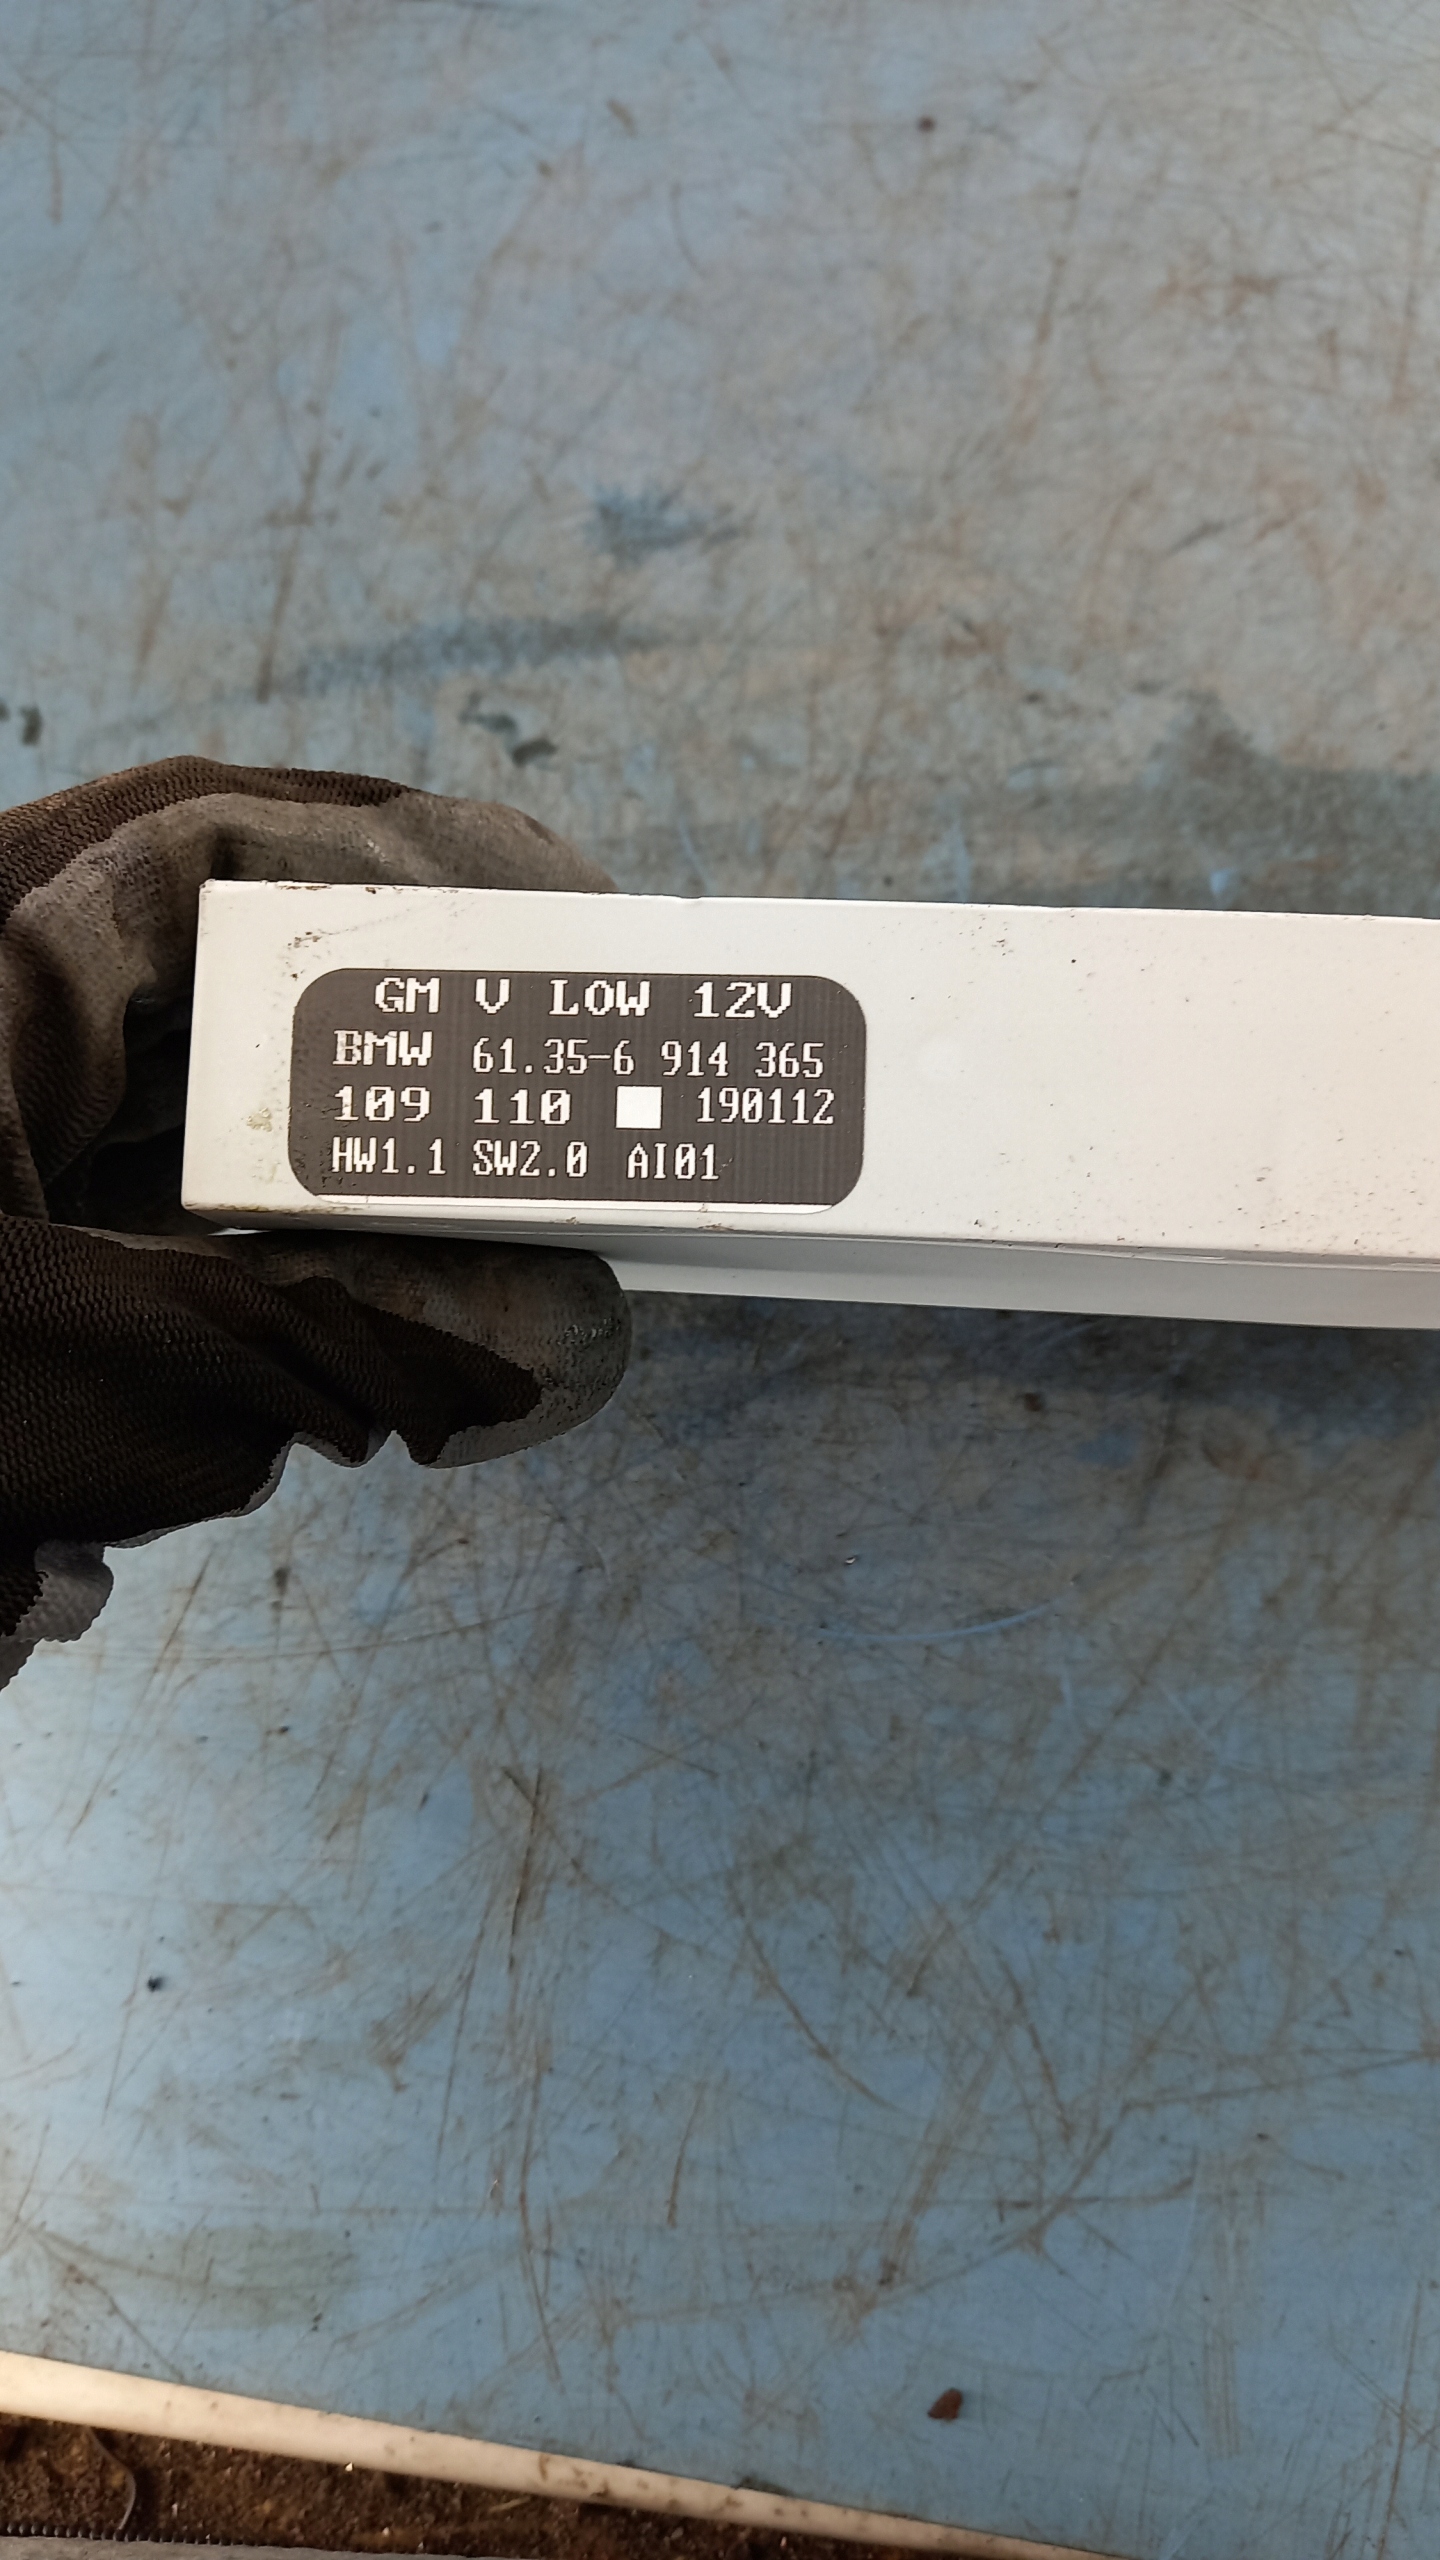 GM V LOW 12V
BMW 61.35-6 914 365
109 110 190112
HW1.1 SW2.0 AI01